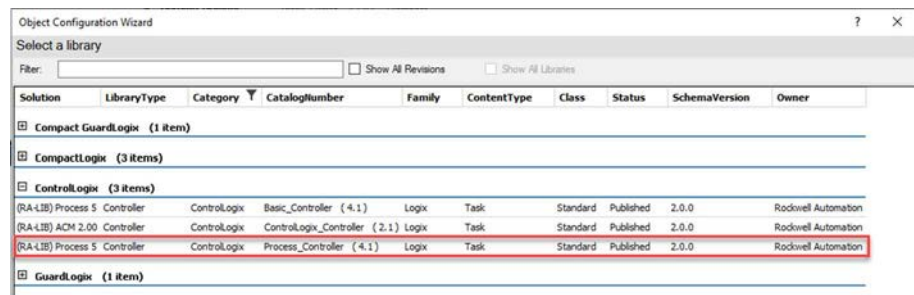 Object Configuration Wizard ? ×
Select a library
Filter: Show All Revisions Show All Libraries
Solution LibraryType Category CatalogNumber Family ContentType Class Status SchemaVersion Owner
Compact GuardLogix (1 item)
CompactLogix (3 items)
ControlLogix (3 items)
(RA-LIB) Process 5 Controller ControlLogix Basic_Controller (4.1) Logix Task Standard Published 2.0.0 Rockwell Automation
(RA-LIB) ACM 2.00 Controller ControlLogix ControlLogix_Controller (2.1) Logix Task Standard Published 2.0.0 Rockwell Automation
(RA-LIB) Process 5 Controller ControlLogix Process_Controller (4.1) Logix Task Standard Published 2.0.0 Rockwell Automation
GuardLogix (1 item)